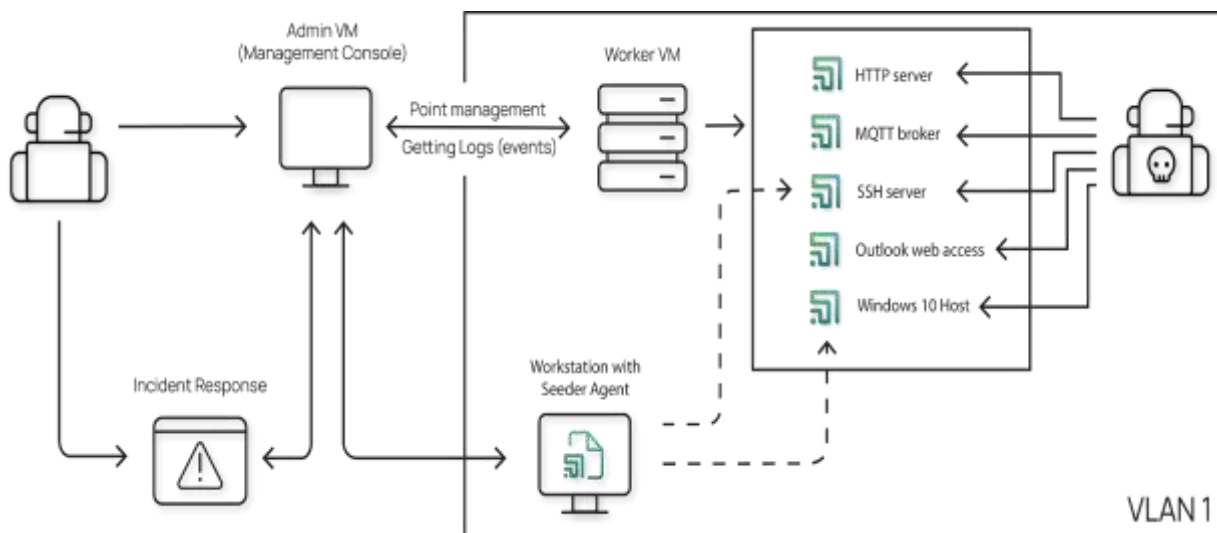 Admin VM
(Management Console)
Worker VM
Point management
Getting Logs (events)
HTTP server
MQTT broker
SSH server
Outlook web access
Windows 10 Host
Incident Response
Workstation with
Seeder Agent
VLAN 1